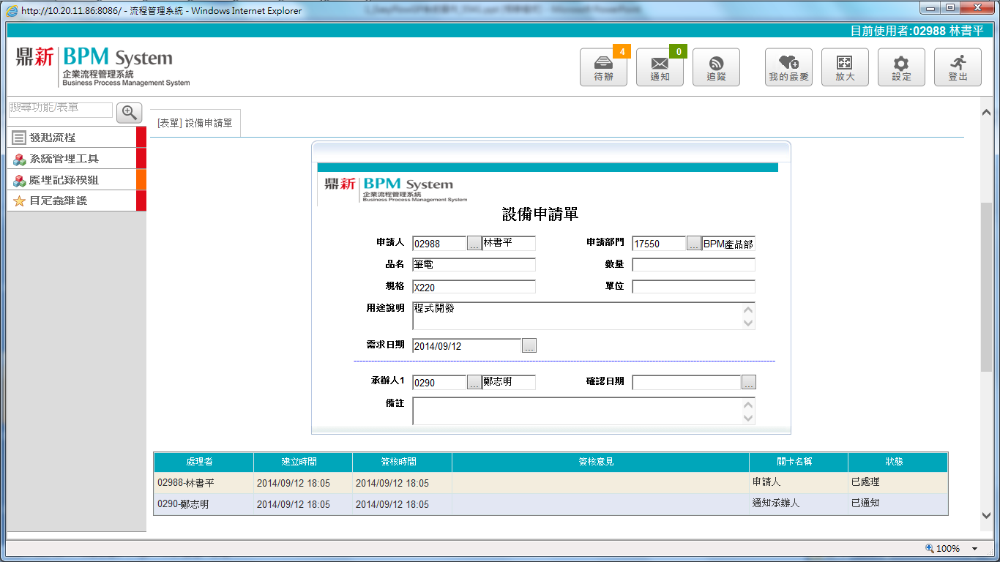 http://10.20.11.86:8086/ - 流程管理系統 - Windows Internet Explorer
目前使用者:02988 林書平
鼎新 BPM System
企業流程管理系統
Business Process Management System
4
待辦
0
通知
追蹤
我的最愛
放大
設定
登出
搜尋功能/表單
發起流程
系統管理工具
處理記錄模組
自定義維護
[表單] 設備申請單
鼎新 BPM System
企業流程管理系統
Business Process Management System
設備申請單
申請人 02988 ... 林書平 申請部門 17550 ... BPM產品部
品名 筆電 數量
規格 X220 單位
用途說明 程式開發
需求日期 2014/09/12 ...
承辦人1 0290 ... 鄭志明 確認日期 ...
備註
處理者 建立時間 簽核時間 簽核意見 關卡名稱 狀態
02988-林書平 2014/09/12 18:05 2014/09/12 18:05 申請人 已處理
0290-鄭志明 2014/09/12 18:05 2014/09/12 18:05 通知承辦人 已通知
100%